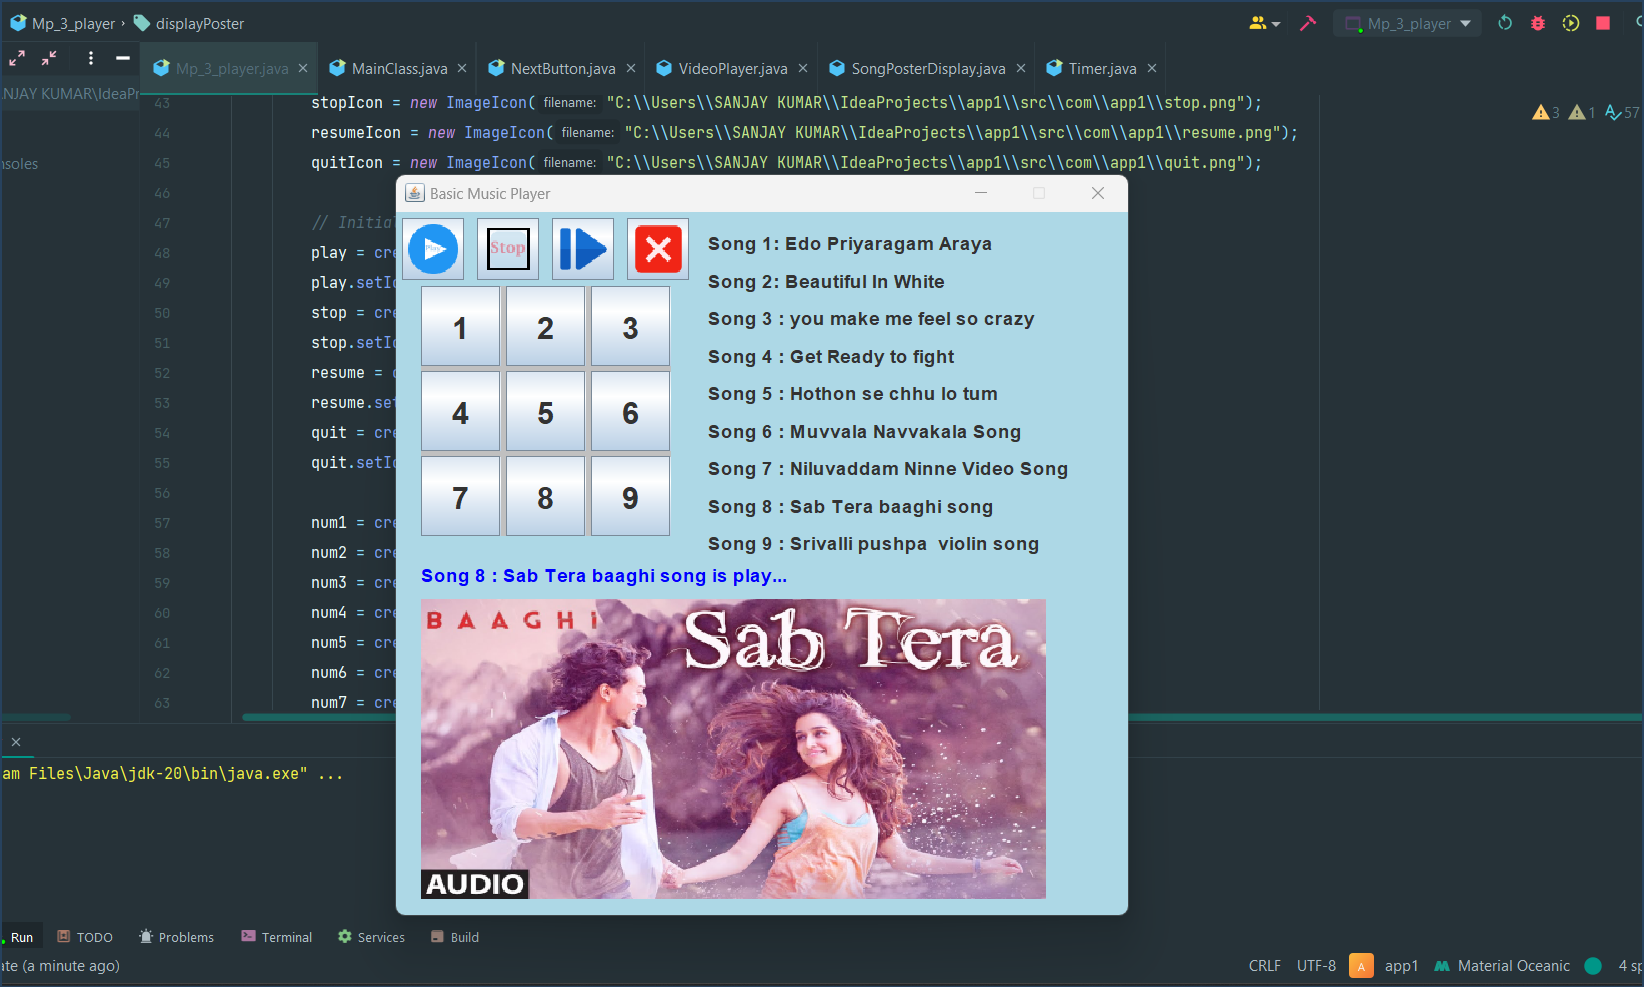 Mp_3_player › displayPoster
Mp_3_player
Mp_3_player.java
MainClass.java
NextButton.java
VideoPlayer.java
SongPosterDisplay.java
Timer.java
ANJAY KUMAR\IdeaPr
nsoles
3 1 57
43 stopIcon = new ImageIcon( filename: "C:\\Users\\SANJAY KUMAR\\IdeaProjects\\app1\\src\\com\\app1\\stop.png");
44 resumeIcon = new ImageIcon( filename: "C:\\Users\\SANJAY KUMAR\\IdeaProjects\\app1\\src\\com\\app1\\resume.png");
45 quitIcon = new ImageIcon( filename: "C:\\Users\\SANJAY KUMAR\\IdeaProjects\\app1\\src\\com\\app1\\quit.png");
46
47 // Initial
48 play = cre
49 play.setIc
50 stop = cre
51 stop.setIc
52 resume = c
53 resume.set
54 quit = cre
55 quit.setIc
56
57 num1 = cre
58 num2 = cre
59 num3 = cre
60 num4 = cre
61 num5 = cre
62 num6 = cre
63 num7 = cre
Basic Music Player
Play
Stop
1 2 3
4 5 6
7 8 9
Song 1: Edo Priyaragam Araya
Song 2: Beautiful In White
Song 3 : you make me feel so crazy
Song 4 : Get Ready to fight
Song 5 : Hothon se chhu lo tum
Song 6 : Muvvala Navvakala Song
Song 7 : Niluvaddam Ninne Video Song
Song 8 : Sab Tera baaghi song
Song 9 : Srivalli pushpa  violin song
Song 8 : Sab Tera baaghi song is play...
BAAGHI
Sab Tera
AUDIO
am Files\Java\jdk-20\bin\java.exe" ...
Run TODO Problems Terminal Services Build
ate (a minute ago)
CRLF UTF-8 A app1 Material Oceanic 4 sp